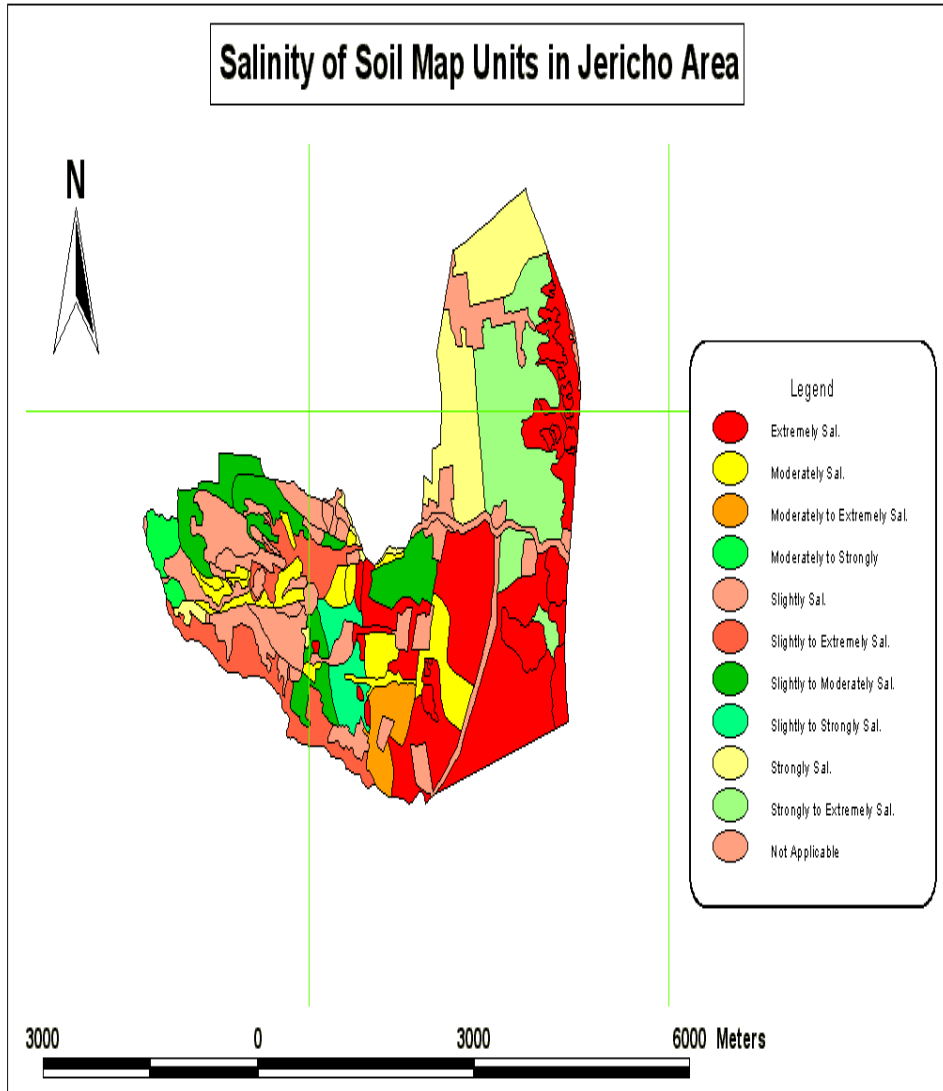 Salinity of Soil Map Units in Jericho Area
N
Legend
Extremely Sal.
Moderately Sal.
Moderately to Extremely Sal.
Moderately to Strongly
Slightly Sal.
Slightly to Extremely Sal.
Slightly to Moderately Sal.
Slightly to Strongly Sal.
Strongly Sal.
Strongly to Extremely Sal.
Not Applicable
3000 0 3000 6000 Meters